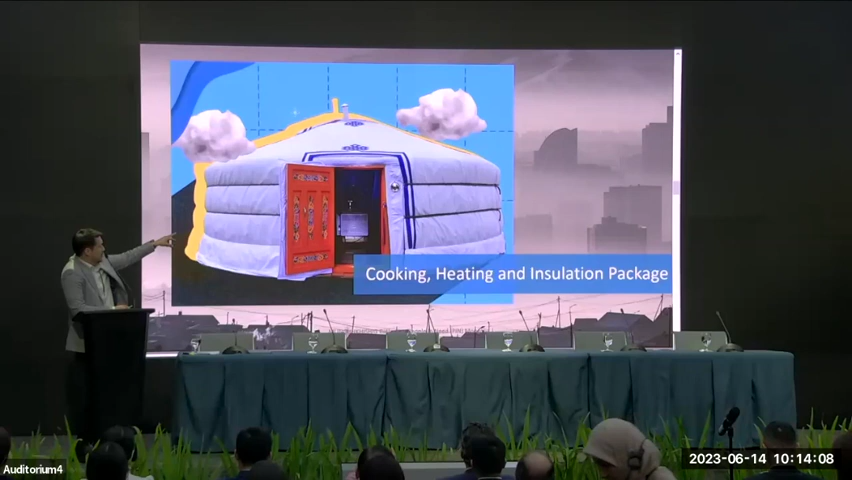 Cooking, Heating and Insulation Package
Auditorium4
2023-06-14 10:14:08